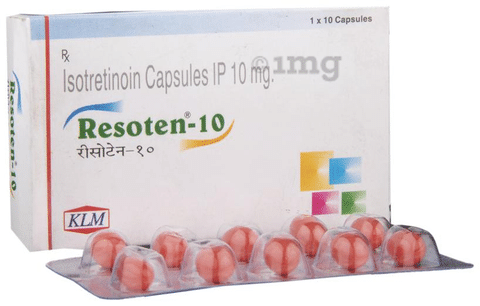 1 x 10 Capsules
Rx
Isotretinoin Capsules IP 10 mg.
1mg
Resoten®-10
रीसोटेन-१०
KLM
Resoten-10